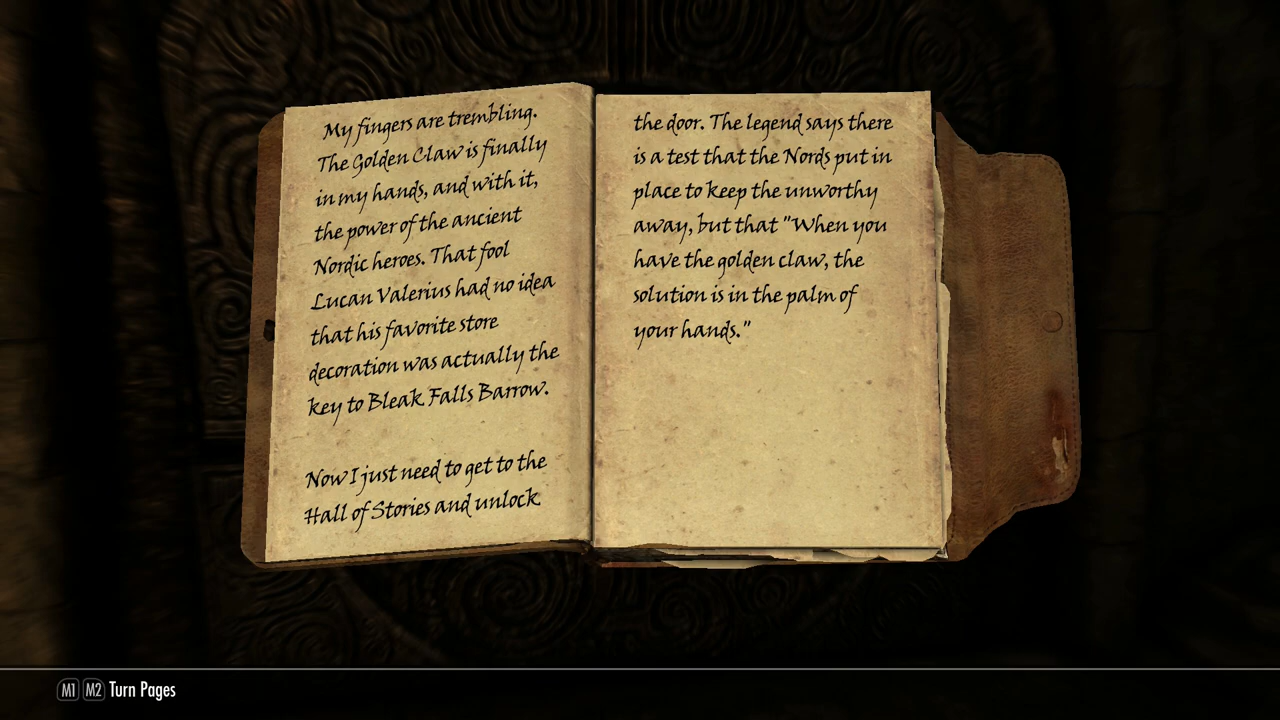 My fingers are trembling.
The Golden Claw is finally
in my hands, and with it,
the power of the ancient
Nordic heroes. That fool
Lucan Valerius had no idea
that his favorite store
decoration was actually the
key to Bleak Falls Barrow.
Now I just need to get to the
Hall of Stories and unlock
the door. The legend says there
is a test that the Nords put in
place to keep the unworthy
away, but that "When you
have the golden claw, the
solution is in the palm of
your hands."
M1 M2 Turn Pages